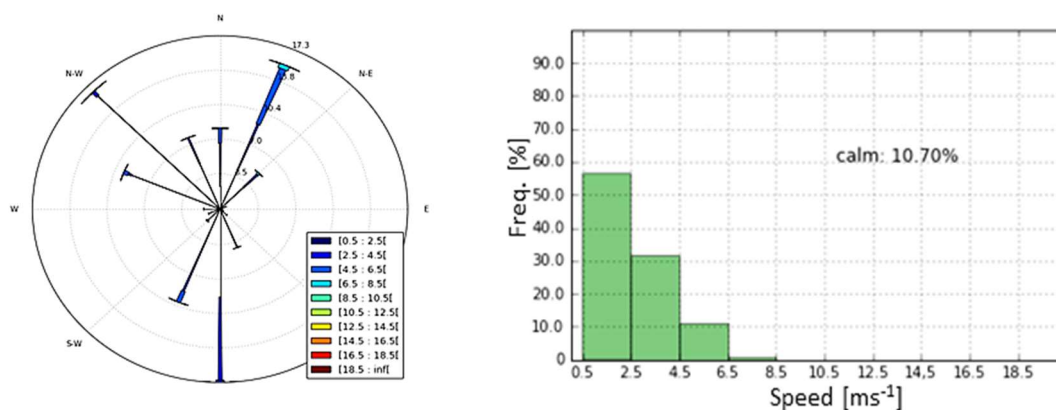 N
17.3
N-E
N-W
W
E
S-W
[0.5 : 2.5[
[2.5 : 4.5[
[4.5 : 6.5[
[6.5 : 8.5[
[8.5 : 10.5[
[10.5 : 12.5[
[12.5 : 14.5[
[14.5 : 16.5[
[16.5 : 18.5[
[18.5 : inf[
Freq. [%]
90.0
80.0
70.0
60.0
50.0
40.0
30.0
20.0
10.0
0
calm: 10.70%
0.5 2.5 4.5 6.5 8.5 10.5 12.5 14.5 16.5 18.5
Speed [ms⁻¹]